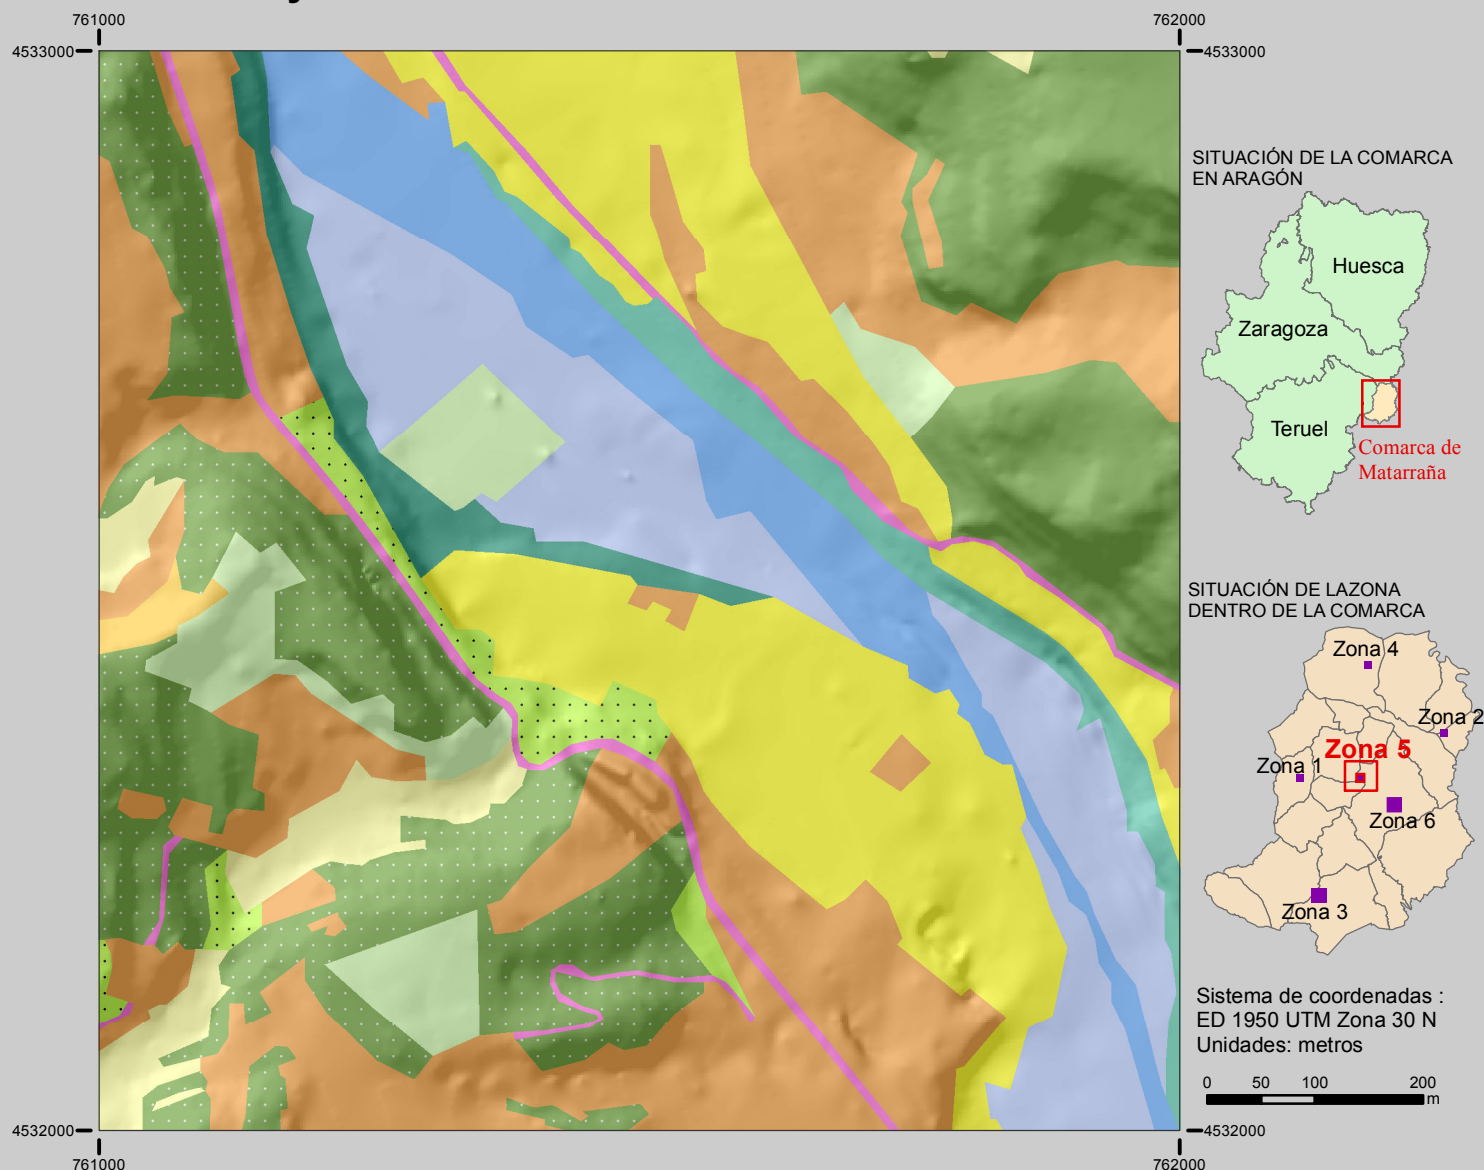 761000
762000
4533000
4533000
SITUACIÓN DE LA COMARCA
EN ARAGÓN
Huesca
Zaragoza
Teruel
Comarca de
Matarraña
SITUACIÓN DE LAZONA
DENTRO DE LA COMARCA
Zona 4
Zona 2
Zona 5
Zona 1
Zona 6
Zona 3
Sistema de coordenadas :
ED 1950 UTM Zona 30 N
Unidades: metros
0 50 100 200
m
4532000
4532000
761000
762000